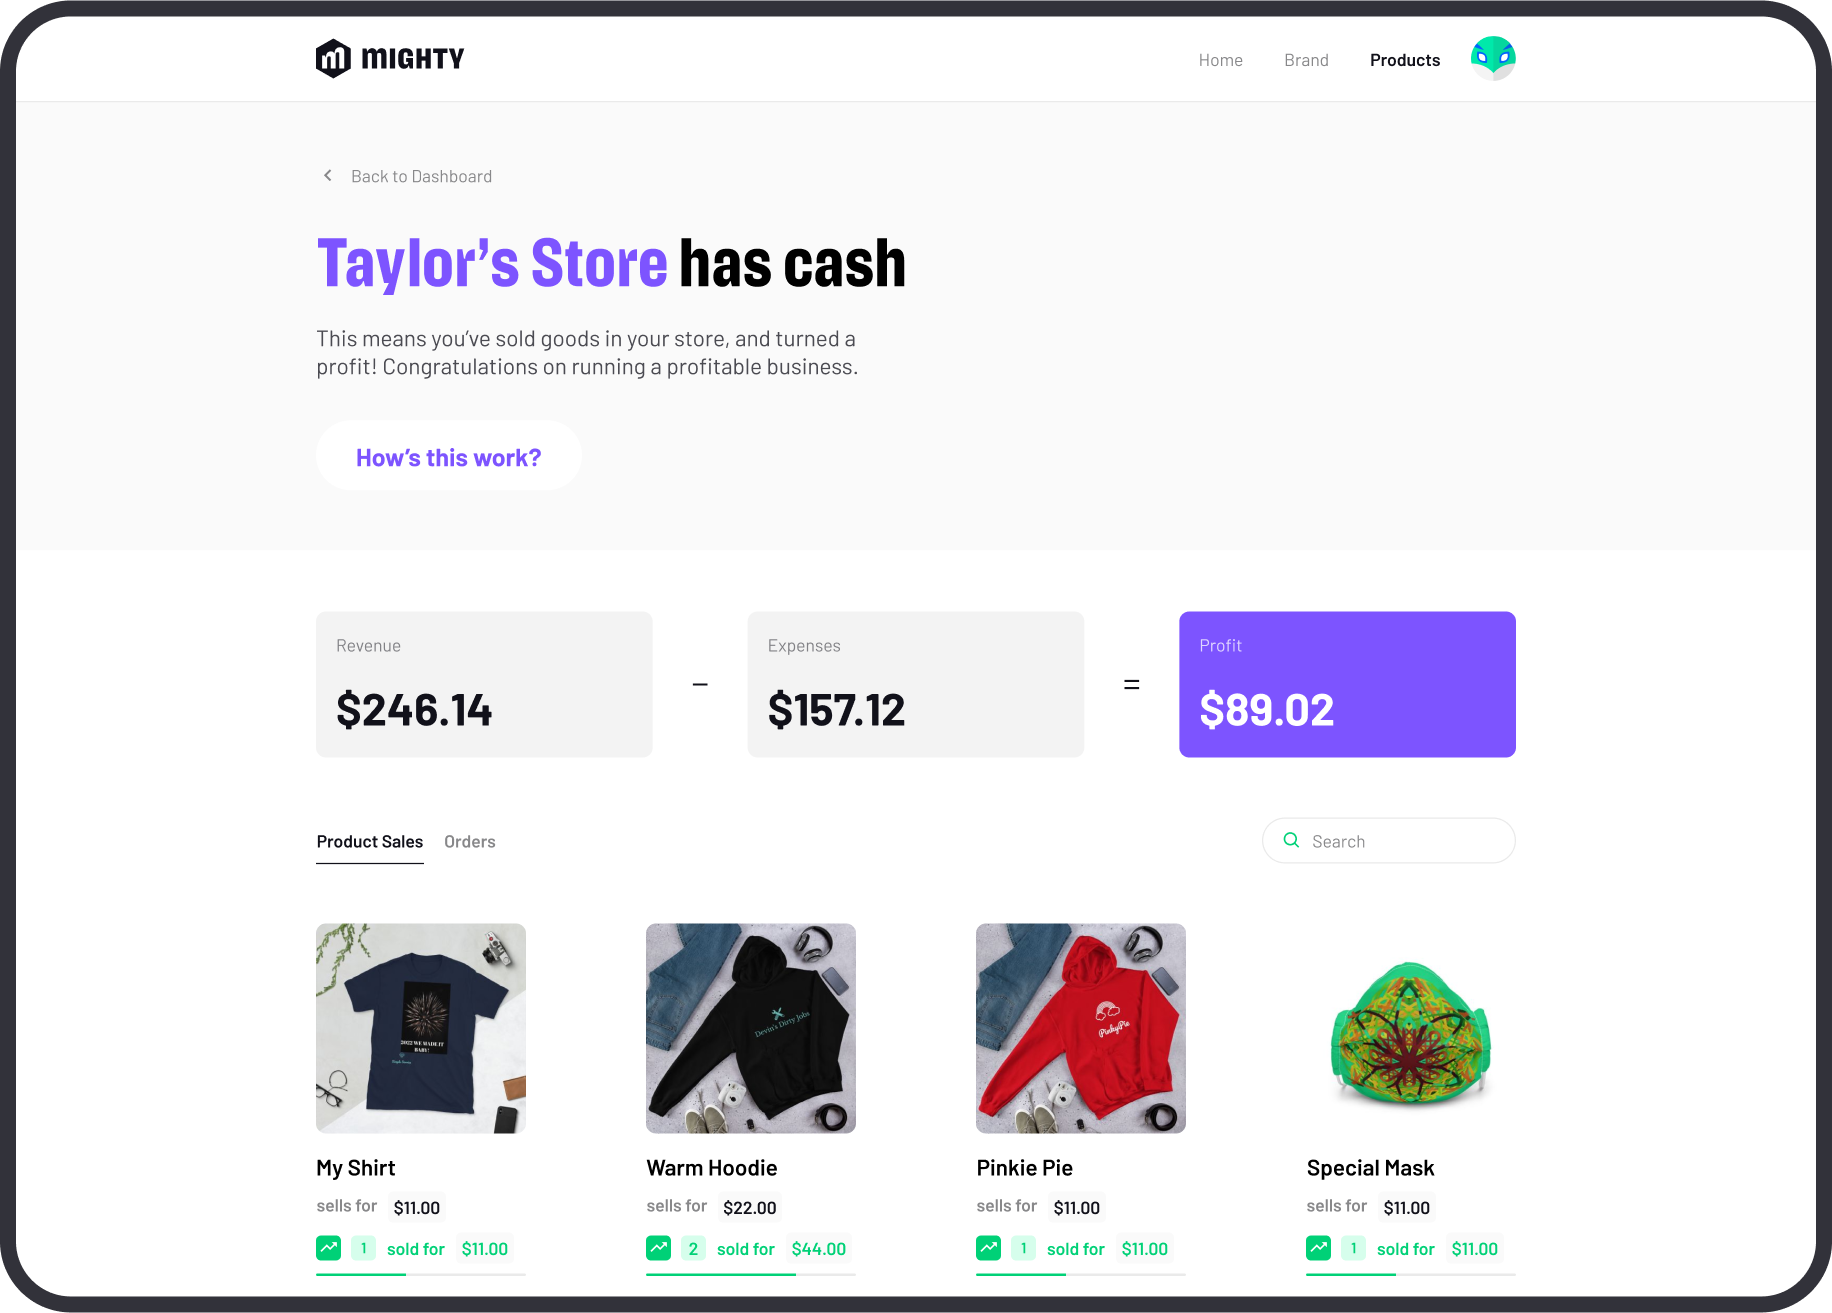 MIGHTY
Home
Brand
Products
Back to Dashboard
Taylor’s Store has cash
This means you’ve sold goods in your store, and turned a
profit! Congratulations on running a profitable business.
How’s this work?
Revenue
$246.14
–
Expenses
$157.12
=
Profit
$89.02
Product Sales
Orders
Search
2022 WE MADE IT
BABY!
Devin's Dirty Jobs
PinkyPie
My Shirt
sells for $11.00
1 sold for $11.00
Warm Hoodie
sells for $22.00
2 sold for $44.00
Pinkie Pie
sells for $11.00
1 sold for $11.00
Special Mask
sells for $11.00
1 sold for $11.00